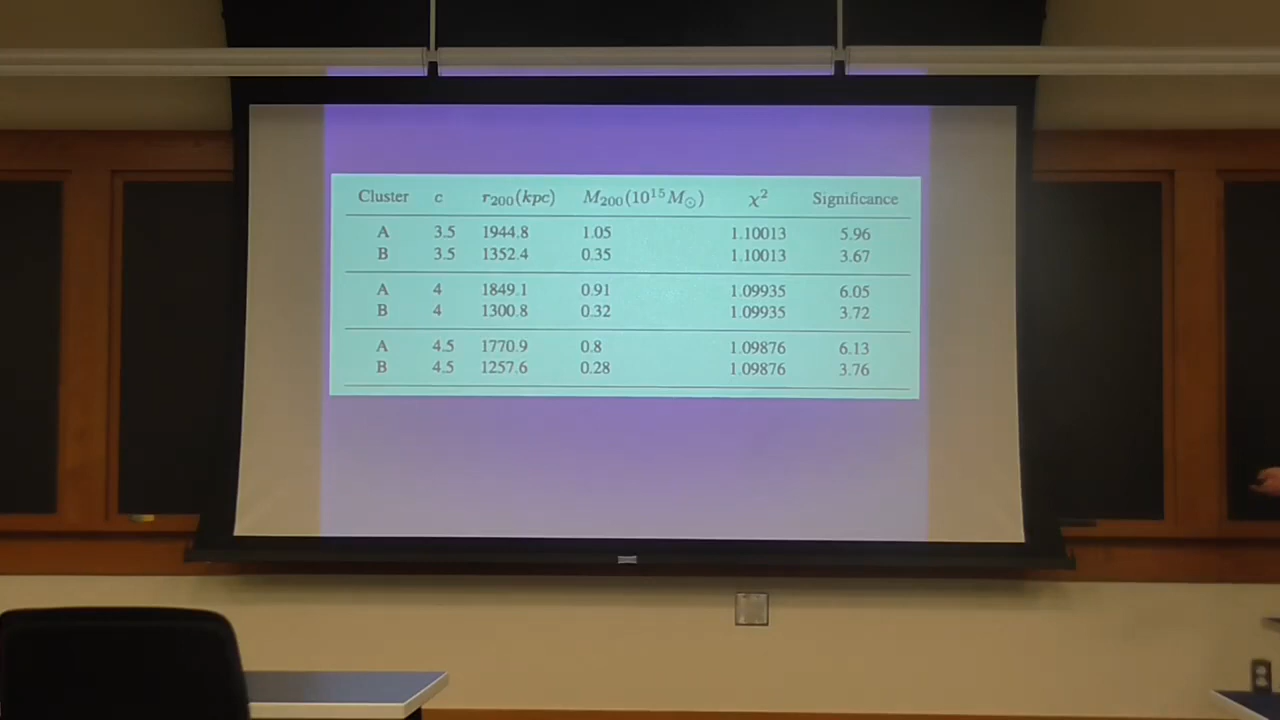 Cluster c r₂₀₀(kpc) M₂₀₀(10¹⁵M☉) χ² Significance
A 3.5 1944.8 1.05 1.10013 5.96
B 3.5 1352.4 0.35 1.10013 3.67
A 4 1849.1 0.91 1.09935 6.05
B 4 1300.8 0.32 1.09935 3.72
A 4.5 1770.9 0.8 1.09876 6.13
B 4.5 1257.6 0.28 1.09876 3.76